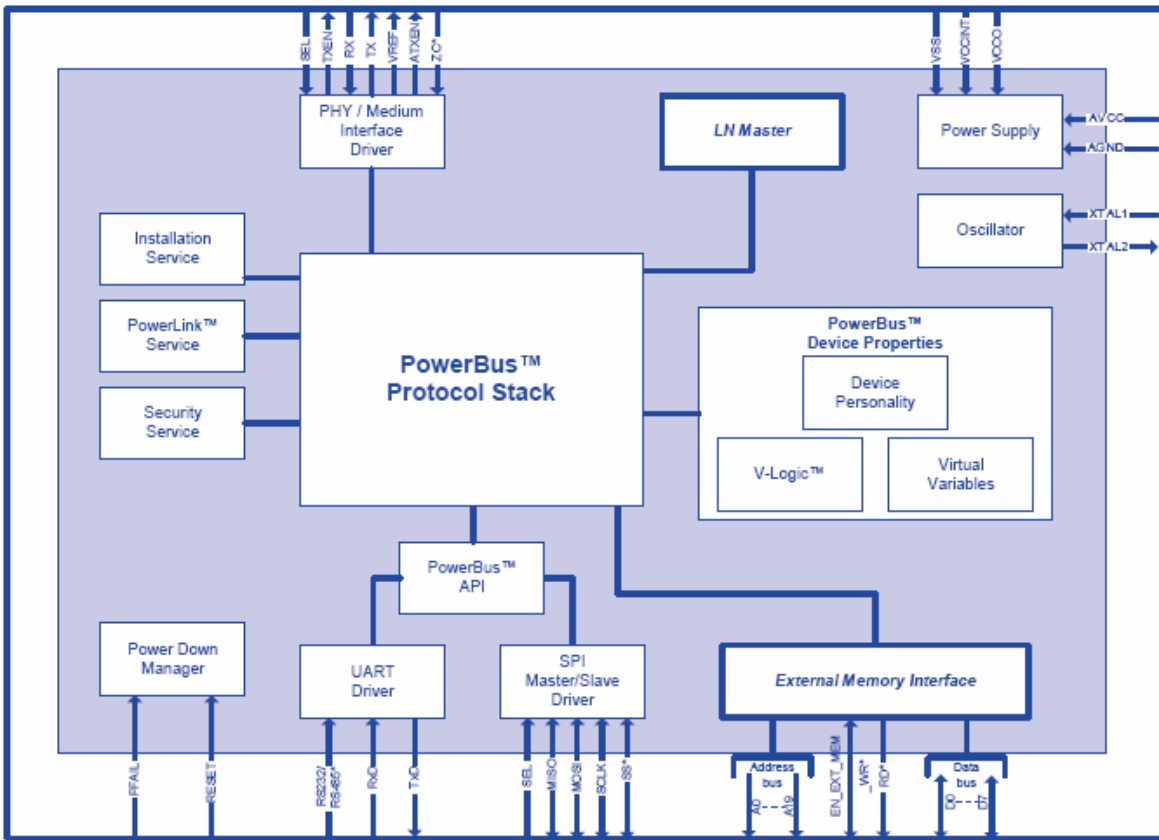 SEL
TXEN
RX
TX
VREF
ATXEN
ZC*
VSS
VCCINT
VCCO
PHY / Medium
Interface
Driver
LN Master
Power Supply
AVCC
AGND
Installation
Service
Oscillator
XTAL1
XTAL2
PowerLink™
Service
PowerBus™
Protocol Stack
PowerBus™
Device Properties
Device
Personality
Security
Service
V-Logic™
Virtual
Variables
PowerBus™
API
Power Down
Manager
UART
Driver
SPI
Master/Slave
Driver
External Memory Interface
PFAIL
RESET
RS232/
RS485*
RxD
TxD
SEL
MISO
MOSI
SCLK
SS*
Address
bus
A0
A19
EN_EXT_MEM
_WR*
RD*
Data
bus
D0
D7